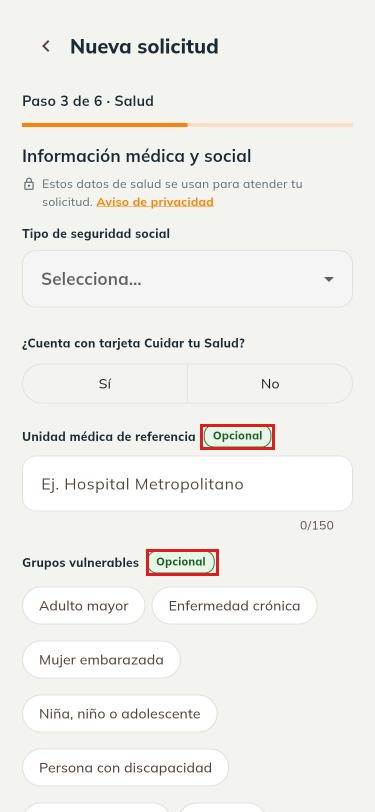 Nueva solicitud
Paso 3 de 6 · Salud
Información médica y social
Estos datos de salud se usan para atender tu
solicitud. Aviso de privacidad
Tipo de seguridad social
Selecciona...
¿Cuenta con tarjeta Cuidar tu Salud?
Sí No
Unidad médica de referencia Opcional
Ej. Hospital Metropolitano
0/150
Grupos vulnerables Opcional
Adulto mayor Enfermedad crónica
Mujer embarazada
Niña, niño o adolescente
Persona con discapacidad